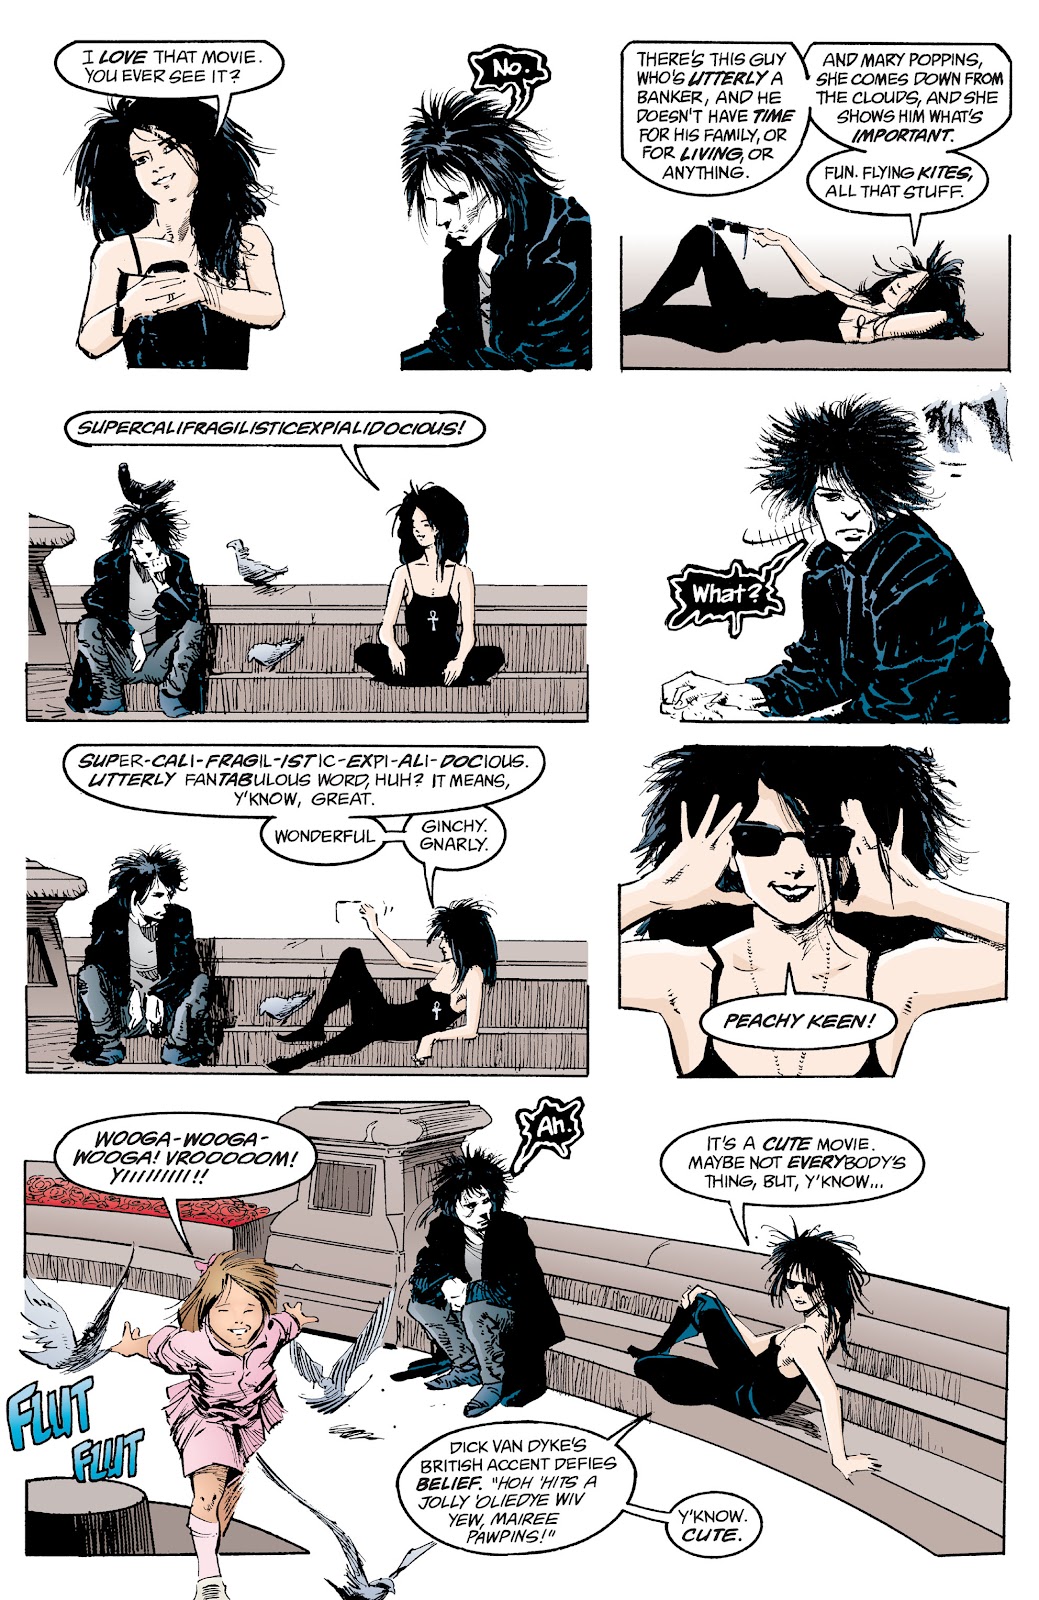 I LOVE THAT MOVIE.
YOU EVER SEE IT?
No.
THERE'S THIS GUY
WHO'S UTTERLY A
BANKER, AND HE
DOESN'T HAVE TIME
FOR HIS FAMILY, OR
FOR LIVING, OR
ANYTHING.
AND MARY POPPINS,
SHE COMES DOWN FROM
THE CLOUDS, AND SHE
SHOWS HIM WHAT'S
IMPORTANT.
FUN. FLYING KITES,
ALL THAT STUFF.
SUPERCALIFRAGILISTICEXPIALIDOCIOUS!
What?
SUPER-CALI-FRAGIL-ISTIC-EXPI-ALI-DOCIOUS.
UTTERLY FANTABULOUS WORD, HUH? IT MEANS,
Y'KNOW, GREAT.
WONDERFUL
GINCHY.
GNARLY.
PEACHY KEEN!
WOOGA-WOOGA-
WOOGA! VROOOOOM!
YIIIIIIIIII!!
Ah.
IT'S A CUTE MOVIE.
MAYBE NOT EVERYBODY'S
THING, BUT, Y'KNOW...
FLUT
FLUT
DICK VAN DYKE'S
BRITISH ACCENT DEFIES
BELIEF. "HOH 'HITS A
JOLLY 'OLIEDYE WIV
YEW, MAIREE
PAWPINS!"
Y'KNOW.
CUTE.